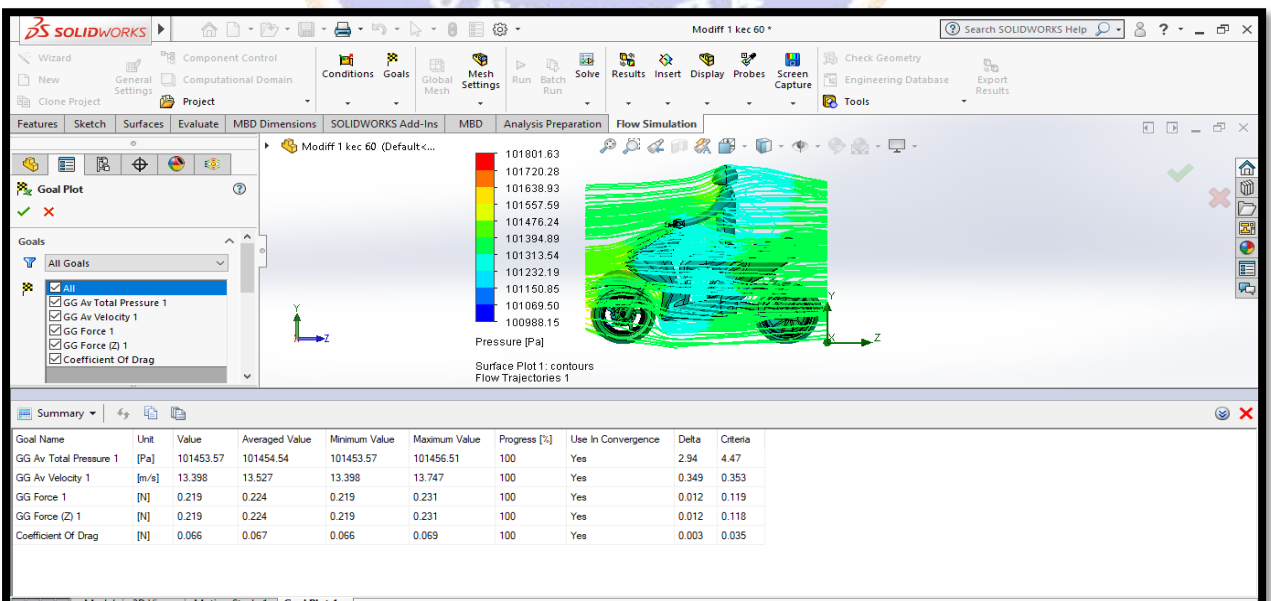 SOLIDWORKS
Modiff 1 kec 60 *
Search SOLIDWORKS Help
?
Wizard
New
Clone Project
General Settings
Component Control
Computational Domain
Project
Conditions
Goals
Global Mesh
Mesh Settings
Run
Batch Run
Solve
Results
Insert
Display
Probes
Screen Capture
Check Geometry
Engineering Database
Tools
Export Results
Features Sketch Surfaces Evaluate MBD Dimensions SOLIDWORKS Add-Ins MBD Analysis Preparation Flow Simulation
Modiff 1 kec 60 (Default<...
Goal Plot
?
Goals
All Goals
All
GG Av Total Pressure 1
GG Av Velocity 1
GG Force 1
GG Force (Z) 1
Coefficient Of Drag
101801.63
101720.28
101638.93
101557.59
101476.24
101394.89
101313.54
101232.19
101150.85
101069.50
100988.15
Pressure [Pa]
Surface Plot 1: contours
Flow Trajectories 1
Y
Z
Y
X
Z
Summary
Goal Name Unit Value Averaged Value Minimum Value Maximum Value Progress [%] Use In Convergence Delta Criteria
GG Av Total Pressure 1 [Pa] 101453.57 101454.54 101453.57 101456.51 100 Yes 2.94 4.47
GG Av Velocity 1 [m/s] 13.398 13.527 13.398 13.747 100 Yes 0.349 0.353
GG Force 1 [N] 0.219 0.224 0.219 0.231 100 Yes 0.012 0.119
GG Force (Z) 1 [N] 0.219 0.224 0.219 0.231 100 Yes 0.012 0.118
Coefficient Of Drag [N] 0.066 0.067 0.066 0.069 100 Yes 0.003 0.035